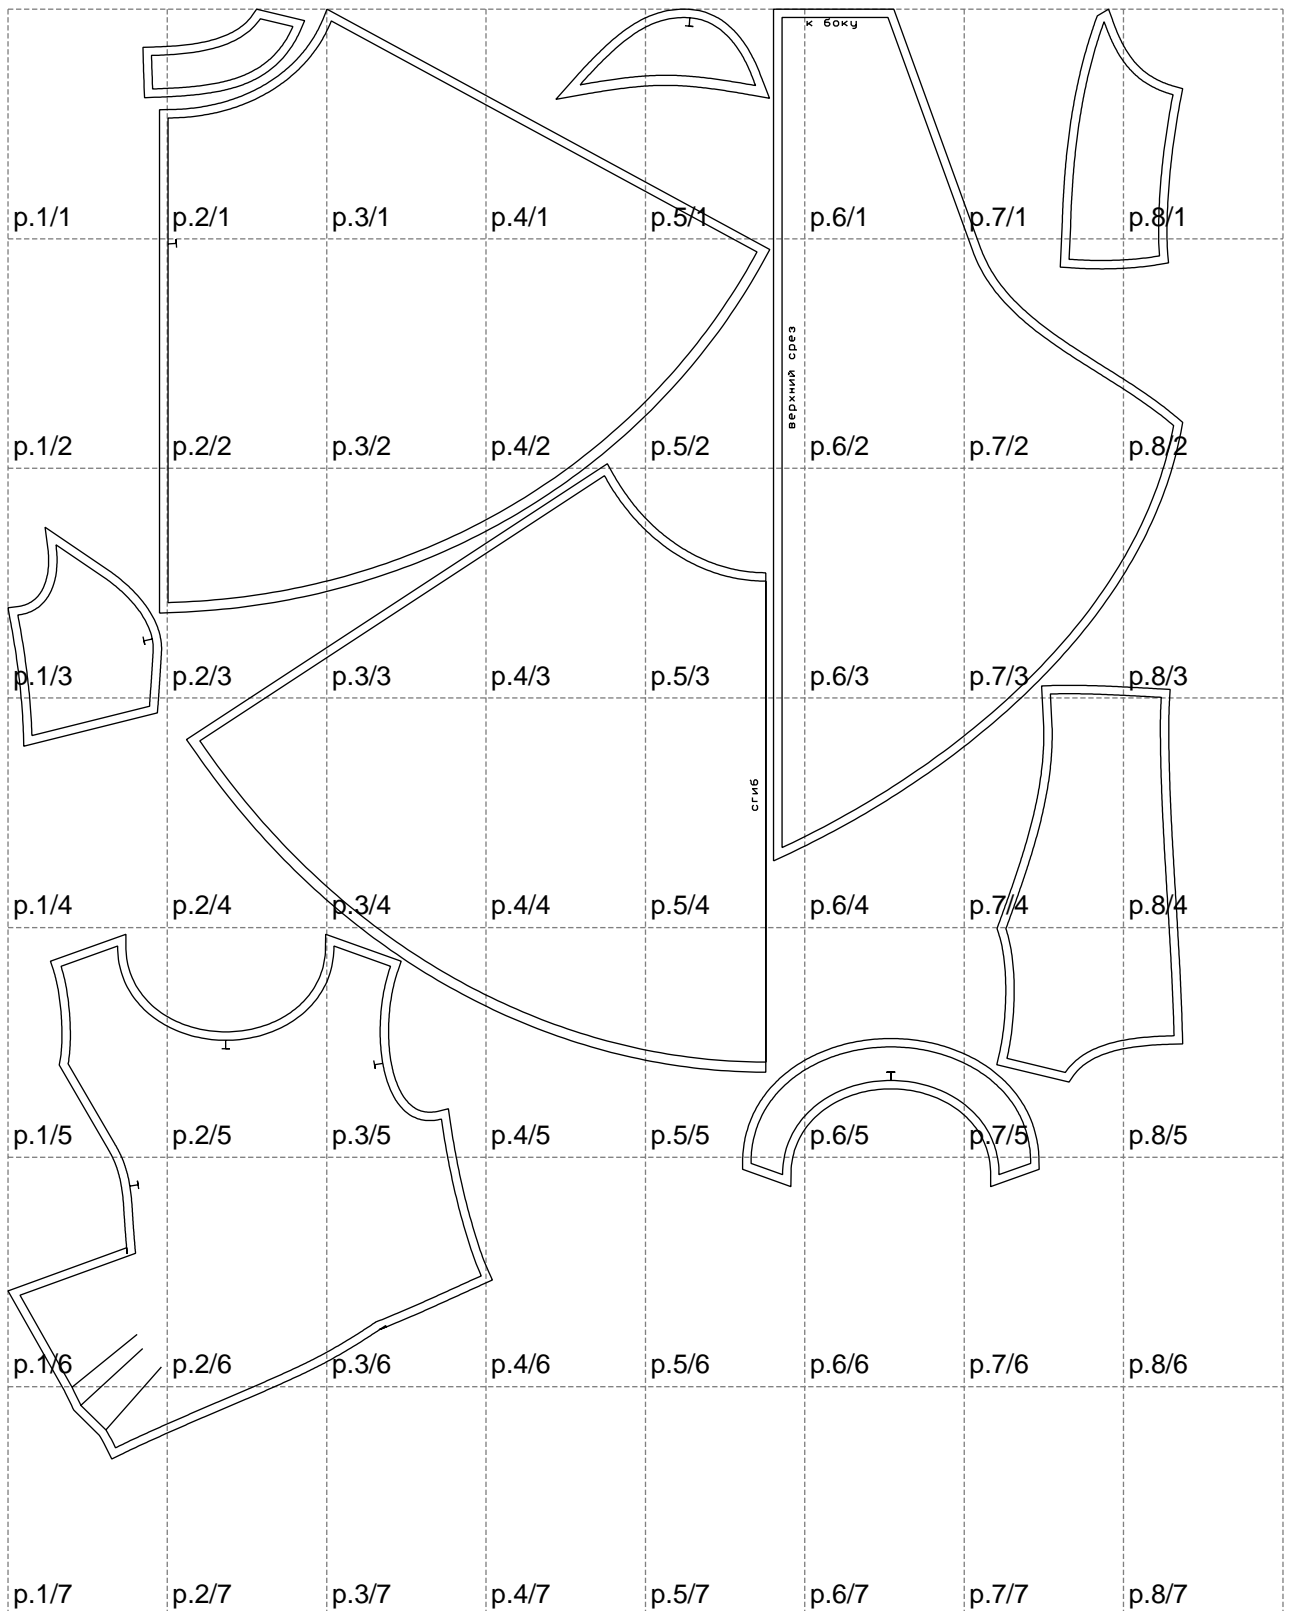 к боку
p.1/1 p.2/1 p.3/1 p.4/1 p.5/1 p.6/1 p.7/1 p.8/1
верхний срез
p.1/2 p.2/2 p.3/2 p.4/2 p.5/2 p.6/2 p.7/2 p.8/2
p.1/3 p.2/3 p.3/3 p.4/3 p.5/3 p.6/3 p.7/3 p.8/3
сгиб
p.1/4 p.2/4 p.3/4 p.4/4 p.5/4 p.6/4 p.7/4 p.8/4
p.1/5 p.2/5 p.3/5 p.4/5 p.5/5 p.6/5 p.7/5 p.8/5
p.1/6 p.2/6 p.3/6 p.4/6 p.5/6 p.6/6 p.7/6 p.8/6
p.1/7 p.2/7 p.3/7 p.4/7 p.5/7 p.6/7 p.7/7 p.8/7